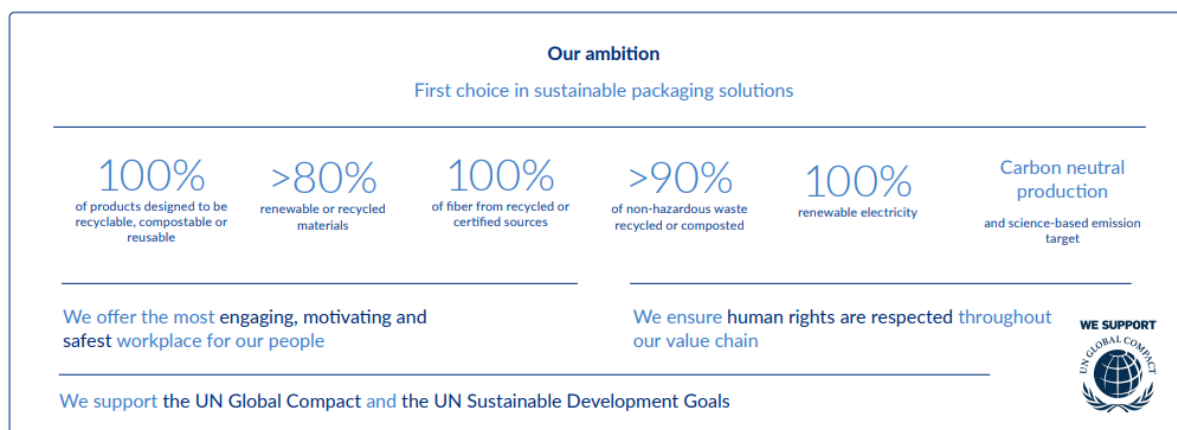 Our ambition
First choice in sustainable packaging solutions
100%
of products designed to be
recyclable, compostable or
reusable
>80%
renewable or recycled
materials
100%
of fiber from recycled or
certified sources
>90%
of non-hazardous waste
recycled or composted
100%
renewable electricity
Carbon neutral
production
and science-based emission
target
We offer the most engaging, motivating and
safest workplace for our people
We ensure human rights are respected throughout
our value chain
WE SUPPORT
UN GLOBAL COMPACT
We support the UN Global Compact and the UN Sustainable Development Goals